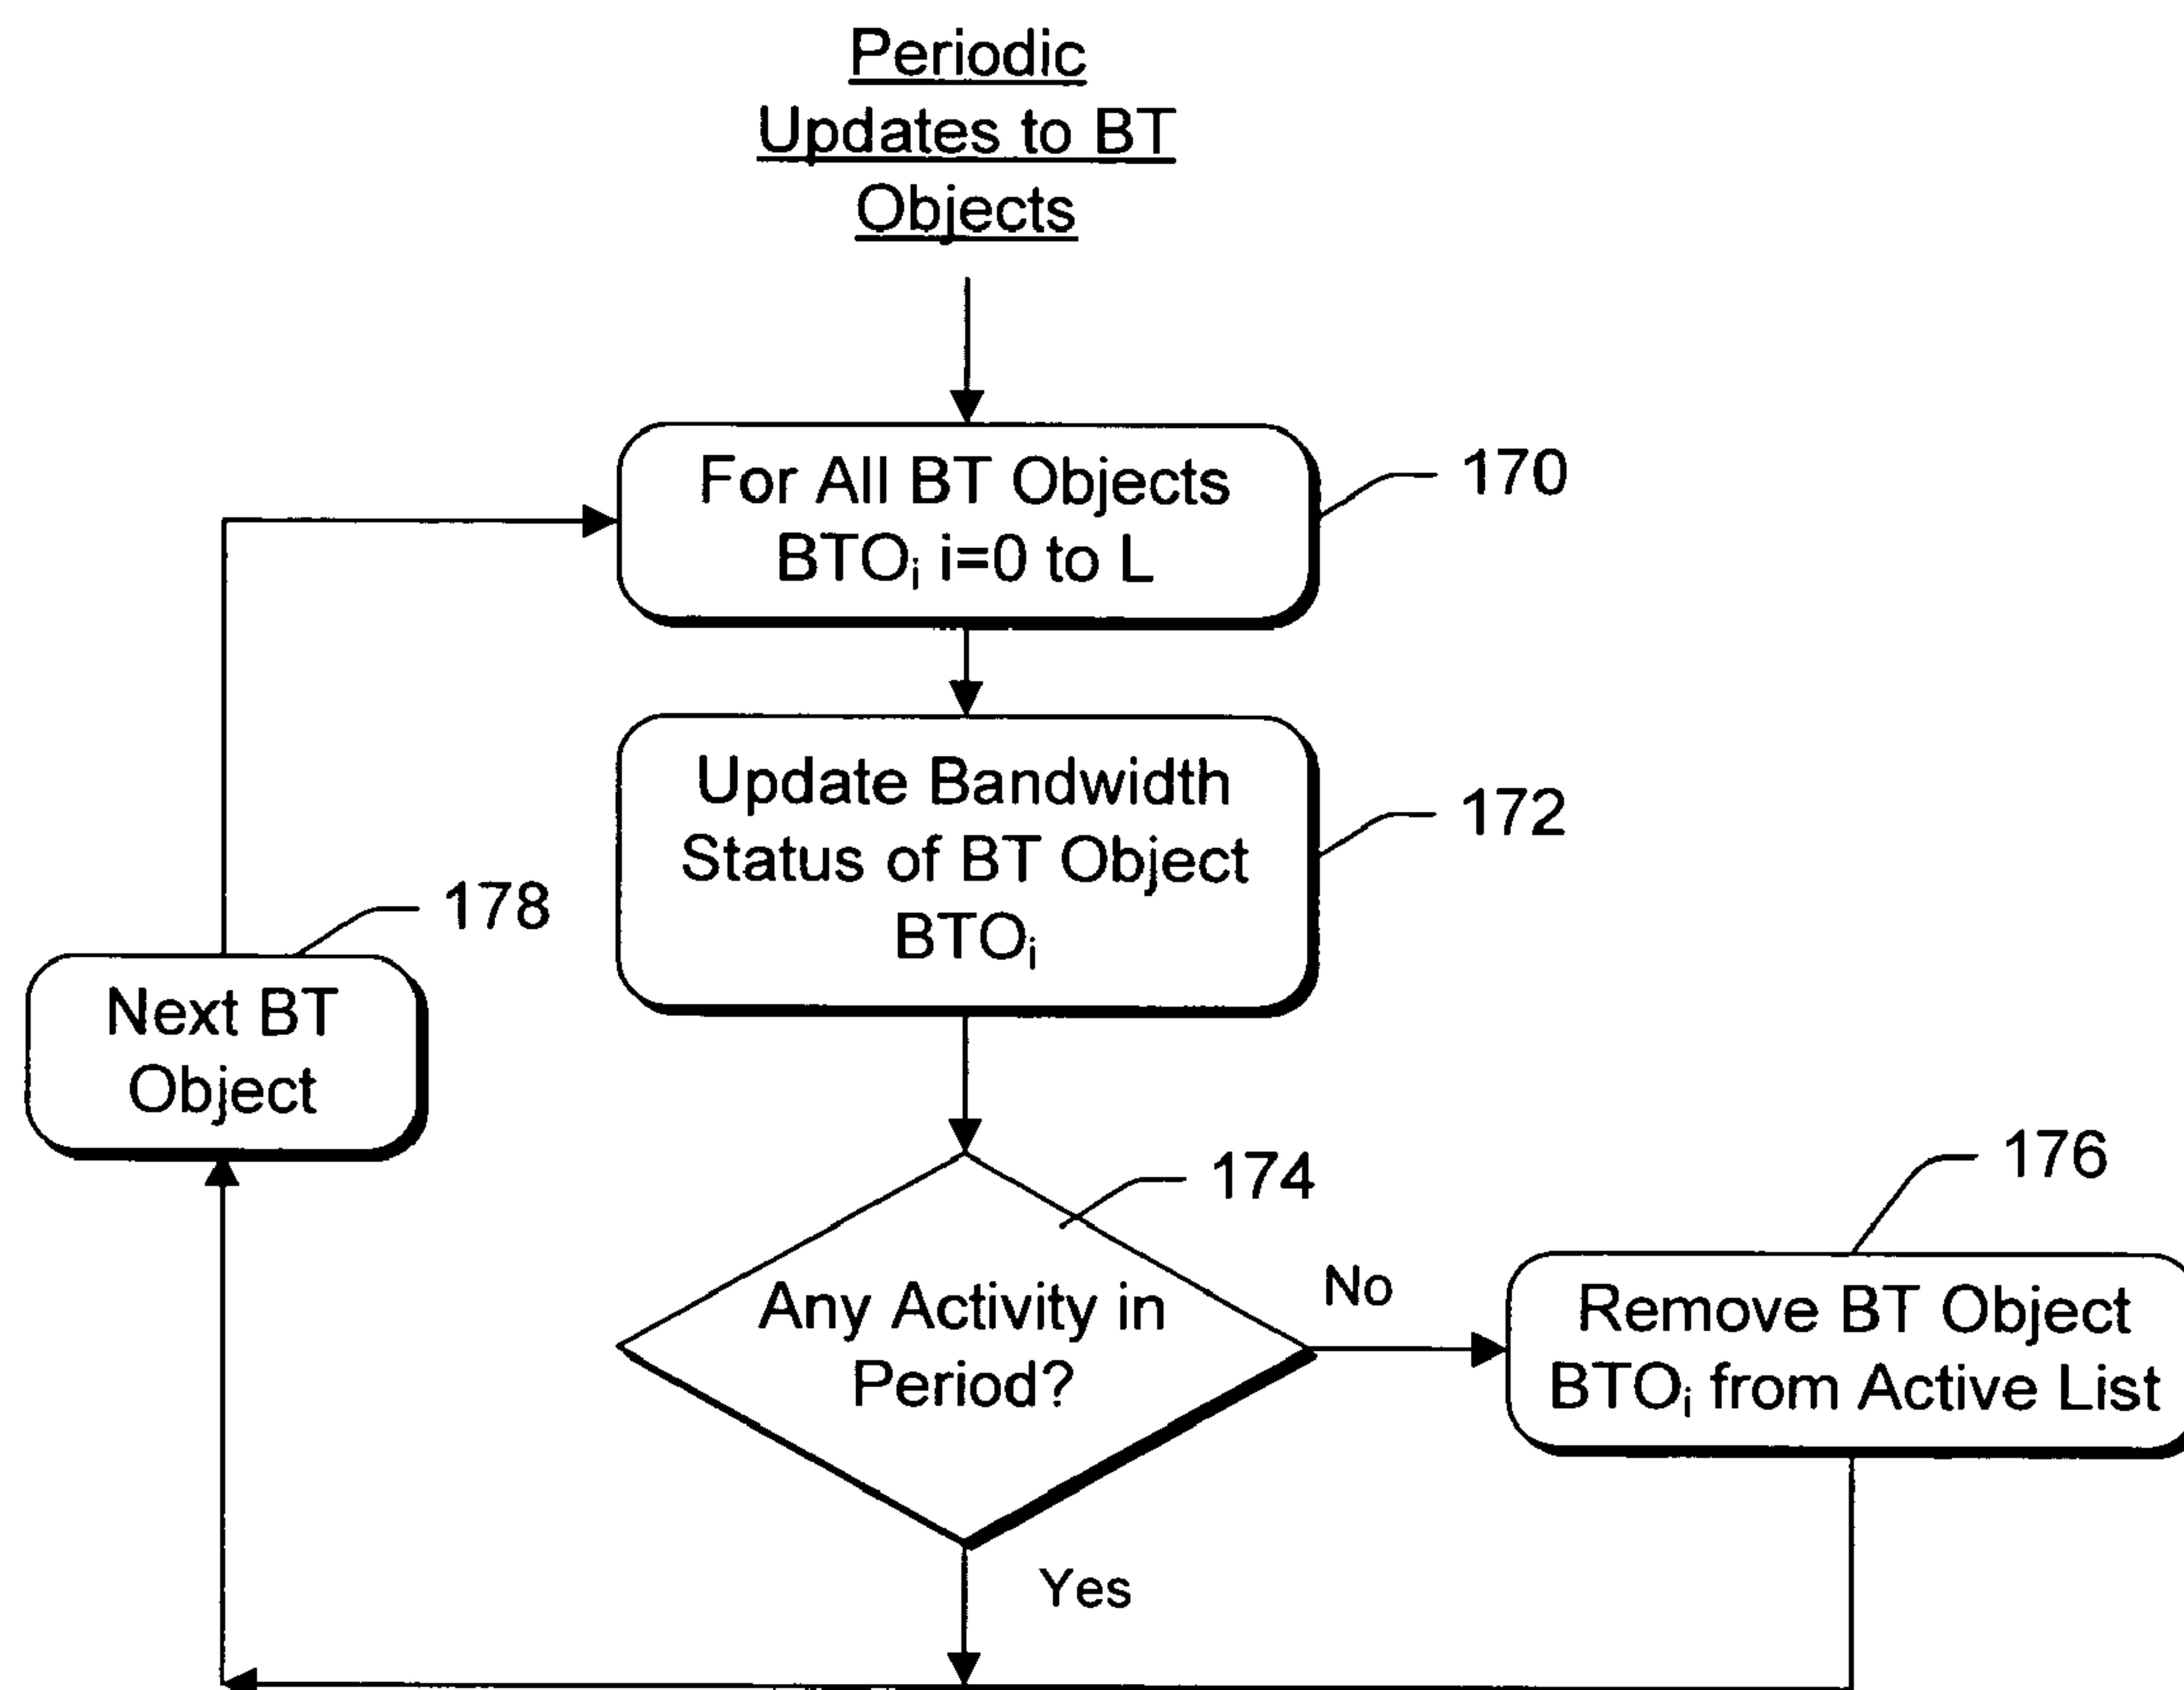 Periodic
Updates to BT
Objects
For All BT Objects
BTOᵢ i=0 to L
170
Update Bandwidth
Status of BT Object
BTOᵢ
172
178
Next BT
Object
174
Any Activity in
Period?
No
176
Remove BT Object
BTOᵢ from Active List
Yes